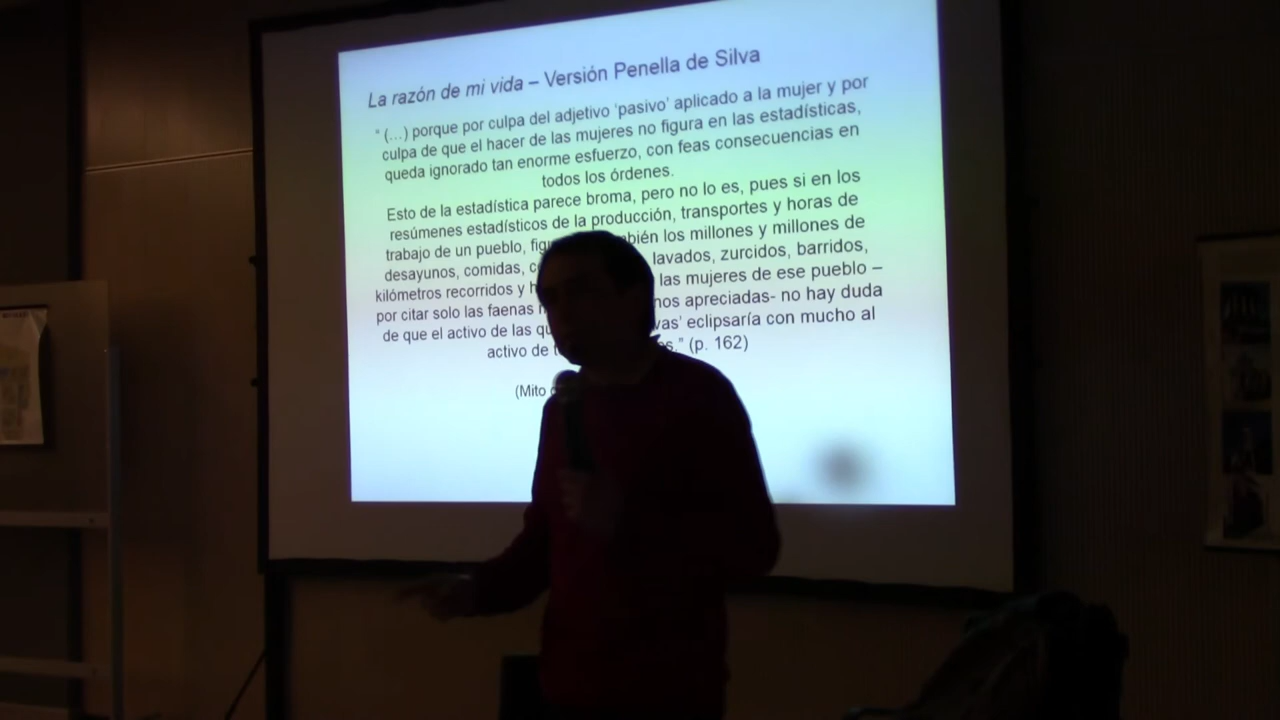 La razón de mi vida – Versión Penella de Silva
“ (…) porque por culpa del adjetivo ‘pasivo’ aplicado a la mujer y por
culpa de que el hacer de las mujeres no figura en las estadísticas,
queda ignorado tan enorme esfuerzo, con feas consecuencias en
todos los órdenes.
Esto de la estadística parece broma, pero no lo es, pues si en los
resúmenes estadísticos de la producción, transportes y horas de
trabajo de un pueblo, los millones y millones de
desayunos, comidas, lavados, zurcidos, barridos,
kilómetros recorridos y las mujeres de ese pueblo –
por citar solo las faenas apreciadas- no hay duda
de que el activo de las eclipsaría con mucho al
activo de (p. 162)
(Mito